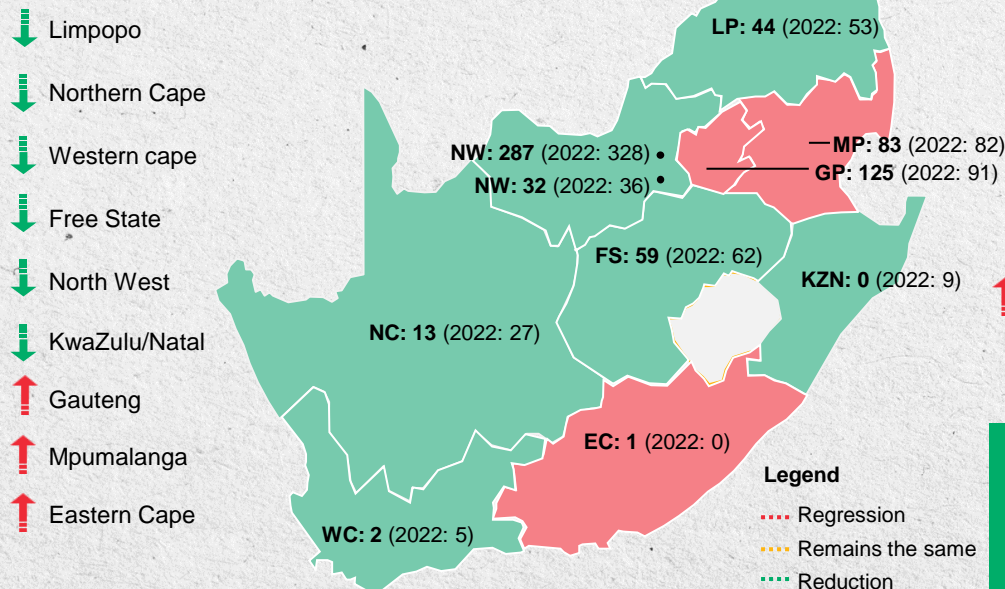 Limpopo
Northern Cape
Western cape
Free State
North West
KwaZulu/Natal
Gauteng
Mpumalanga
Eastern Cape
LP: 44 (2022: 53)
MP: 83 (2022: 82)
NW: 287 (2022: 328)
GP: 125 (2022: 91)
NW: 32 (2022: 36)
FS: 59 (2022: 62)
KZN: 0 (2022: 9)
NC: 13 (2022: 27)
EC: 1 (2022: 0)
WC: 2 (2022: 5)
Legend
Regression
Remains the same
Reduction